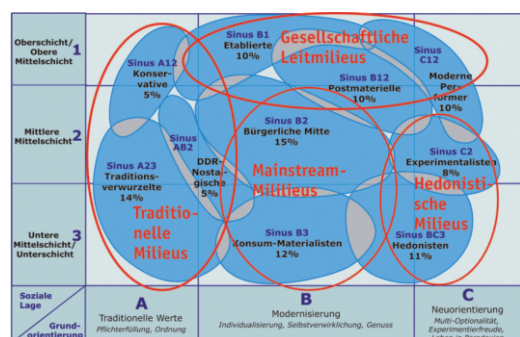 Oberschicht/
Obere
Mittelschicht
1
Mittlere
Mittelschicht
2
Untere
Mittelschicht/
Unterschicht
3
Sinus B1
Etablierte
10%
Gesellschaftliche
Leitmilieus
Sinus A12
Konser-
vative
5%
Sinus
C12
Moderne
Per-
former
10%
Sinus B12
Postmaterielle
10%
Sinus
AB2
DDR-
Nostal-
gische
5%
Sinus B2
Bürgerliche Mitte
15%
Mainstream-
Mililieus
Sinus C2
Experimentalisten
8%
Sinus A23
Traditions-
verwurzelte
14%
Traditio-
nelle
Milieus
Hedonisti-
sche
Milieus
Sinus B3
Konsum-Materialisten
12%
Sinus BC3
Hedonisten
11%
Soziale
Lage
Grund-
orientierung
A
Traditionelle Werte
Pflichterfüllung, Ordnung
B
Modernisierung
Individualisierung, Selbstverwirklichung, Genuss
C
Neuorientierung
Multi-Optionalität,
Experimentierfreude,